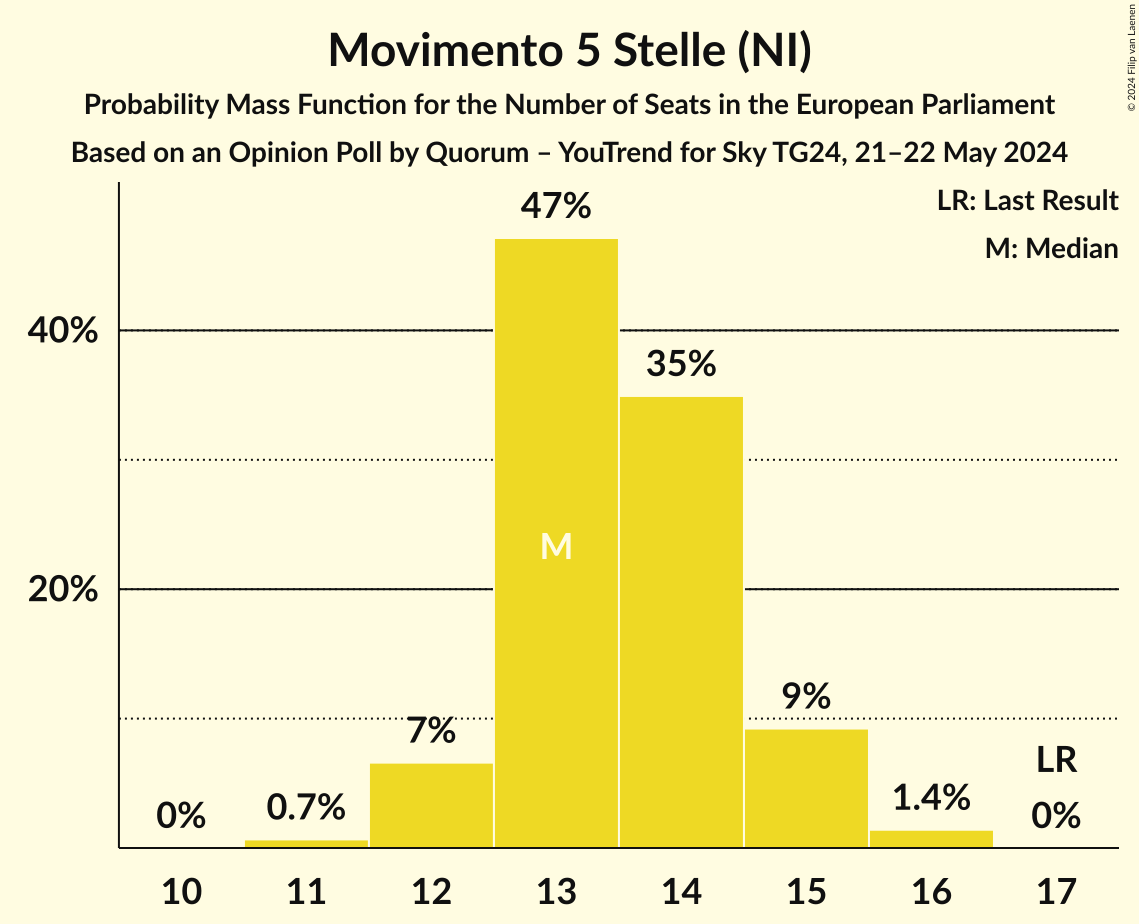 Movimento 5 Stelle (NI)
Probability Mass Function for the Number of Seats in the European Parliament
Based on an Opinion Poll by Quorum – YouTrend for Sky TG24, 21–22 May 2024
© 2024 Filip van Laenen
LR: Last Result
M: Median
47%
40%
35%
M
20%
9%
7%
LR
1.4%
0.7%
0%
0%
10 11 12 13 14 15 16 17